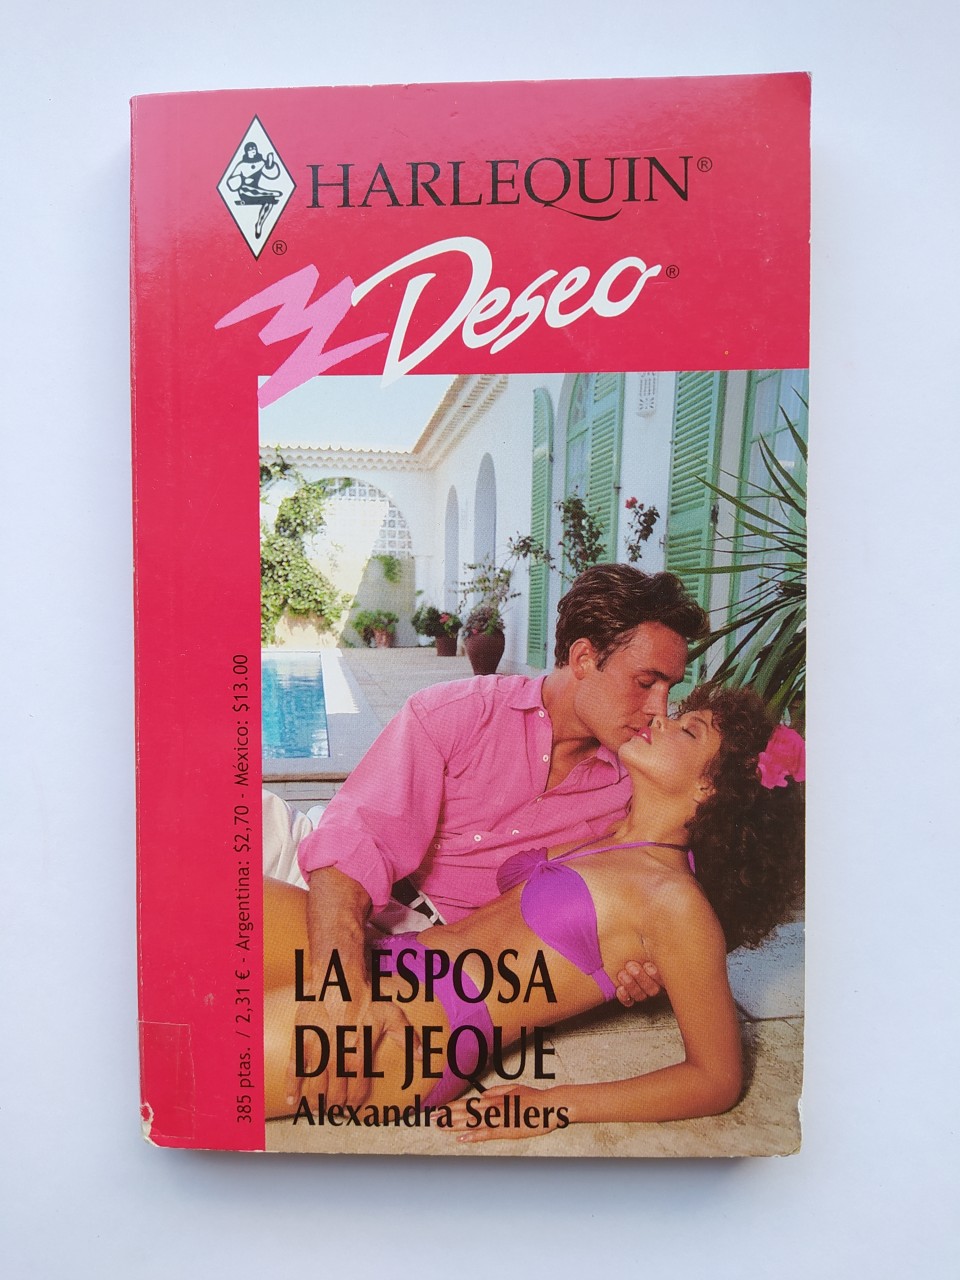 HARLEQUIN®
®
Deseo®
385 ptas. / 2,31 € - Argentina: $2,70 - México: $13.00
LA ESPOSA
DEL JEQUE
Alexandra Sellers